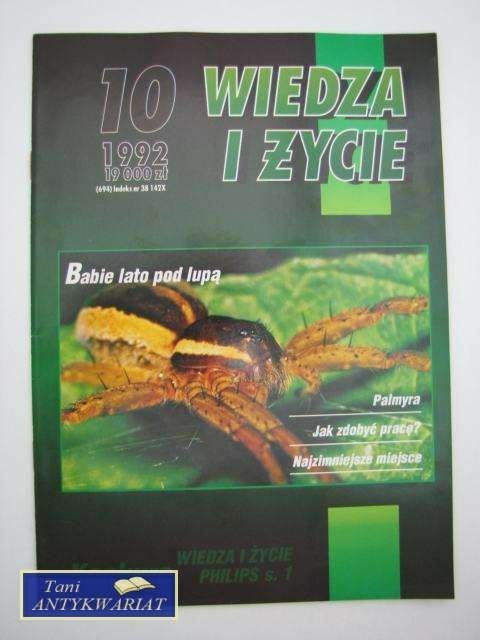 10
WIEDZA
I ŻYCIE
1992
19 000 zł
(694) Indeks nr 38 142X
Babie lato pod lupą
Palmyra
Jak zdobyć pracę?
Najzimniejsze miejsce
WIEDZA I ŻYCIE
PHILIPS s. 1
Tani
ANTYKWARIAT